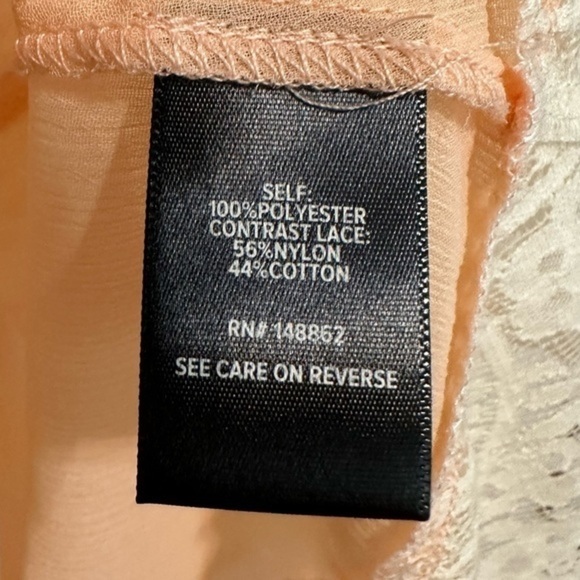 SELF:
100%POLYESTER
CONTRAST LACE:
56%NYLON
44%COTTON
RN# 148862
SEE CARE ON REVERSE